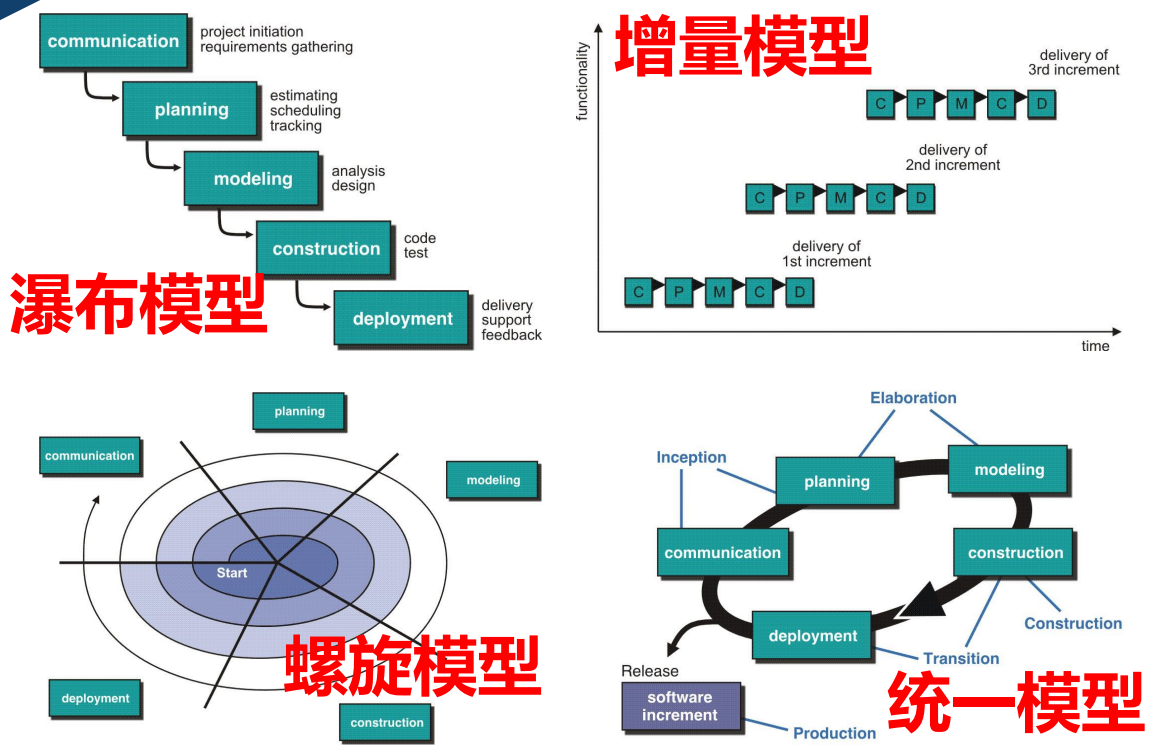 communication
project initiation
requirements gathering
planning
estimating
scheduling
tracking
modeling
analysis
design
construction
code
test
deployment
delivery
support
feedback
瀑布模型
增量模型
functionality
delivery of
3rd increment
C P M C D
delivery of
2nd increment
C P M C D
delivery of
1st increment
C P M C D
time
planning
communication
modeling
Start
deployment
construction
螺旋模型
Elaboration
Inception
planning
modeling
communication
construction
deployment
Construction
Transition
Release
software
increment
Production
统一模型